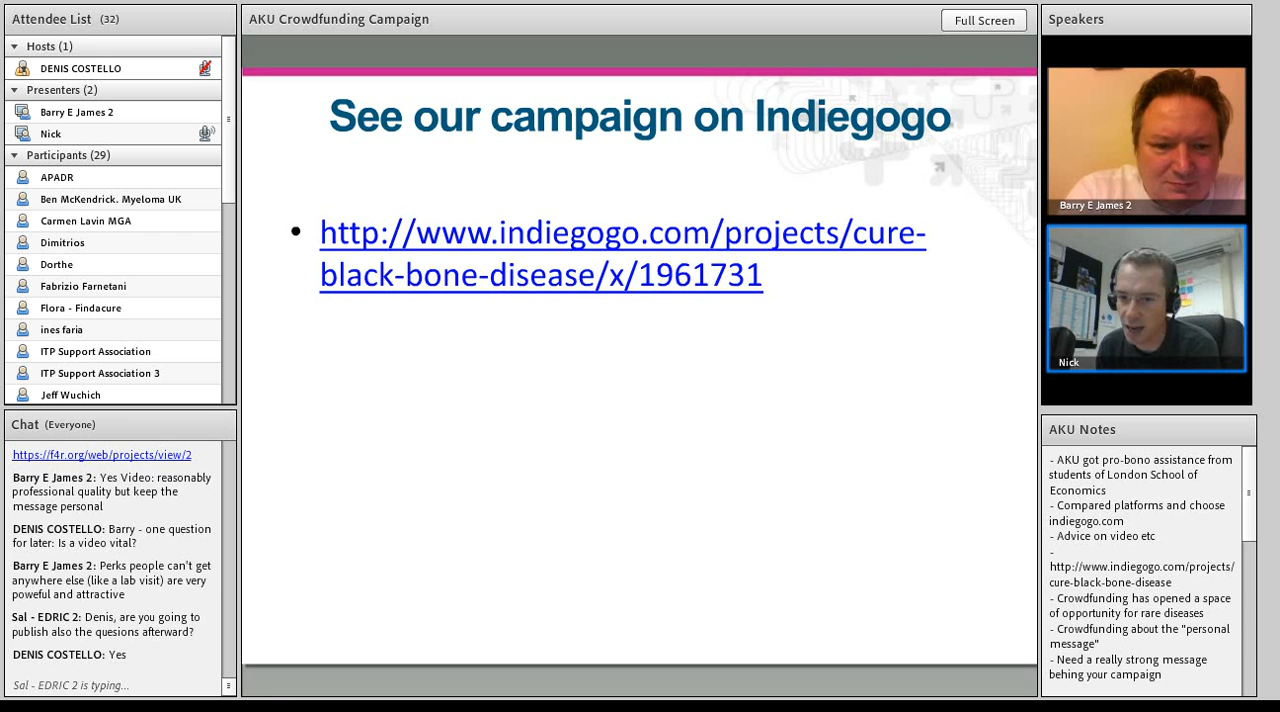 Attendee List (32)
Hosts (1)
DENIS COSTELLO
Presenters (2)
Barry E James 2
Nick
Participants (29)
APADR
Ben McKendrick. Myeloma UK
Carmen Lavin MGA
Dimitrios
Dorthe
Fabrizio Farnetani
Flora - Findacure
ines faria
ITP Support Association
ITP Support Association 3
Jeff Wuchich
Chat (Everyone)
https://f4r.org/web/projects/view/2
Barry E James 2: Yes Video: reasonably
professional quality but keep the
message personal
DENIS COSTELLO: Barry - one question
for later: Is a video vital?
Barry E James 2: Perks people can't get
anywhere else (like a lab visit) are very
poweful and attractive
Sal - EDRIC 2: Denis, are you going to
publish also the quesions afterward?
DENIS COSTELLO: Yes
Sal - EDRIC 2 is typing...
AKU Crowdfunding Campaign
Full Screen
See our campaign on Indiegogo
• http://www.indiegogo.com/projects/cure-
black-bone-disease/x/1961731
Speakers
Barry E James 2
Nick
AKU Notes
- AKU got pro-bono assistance from
students of London School of
Economics
- Compared platforms and choose
indiegogo.com
- Advice on video etc
-
http://www.indiegogo.com/projects/
cure-black-bone-disease
- Crowdfunding has opened a space
of opportunity for rare diseases
- Crowdfunding about the "personal
message"
- Need a really strong message
behing your campaign